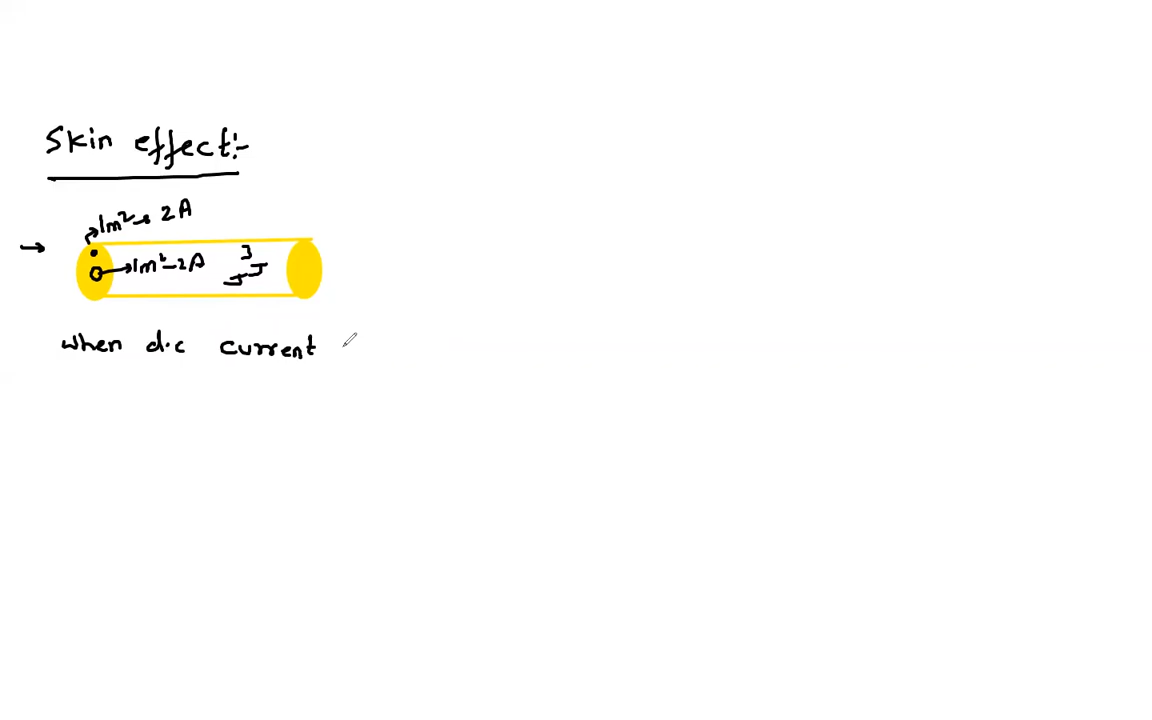 Skin effect:-
1m² → 2A
→ 1m² - 2A J
J J
when d.c current